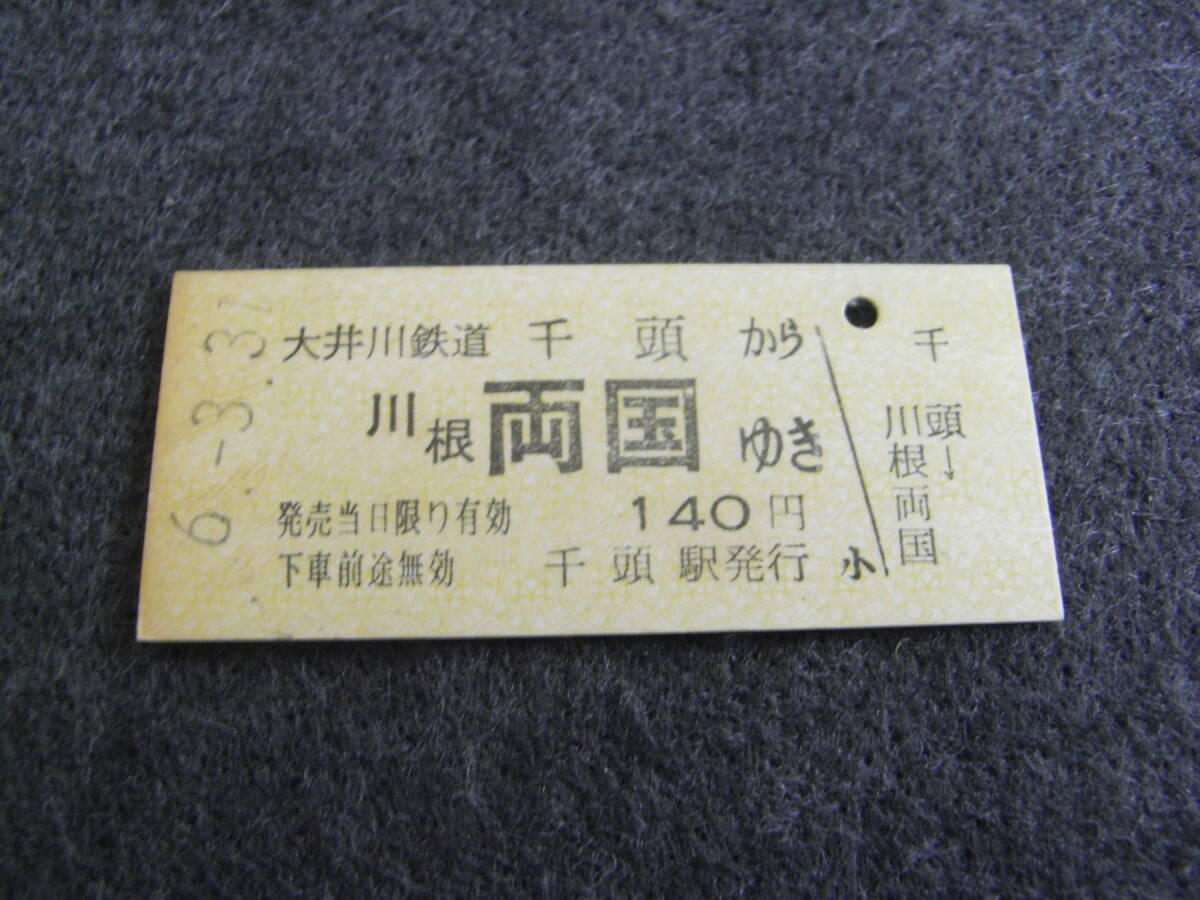 6.-3.31
大井川鉄道 千頭から
川根両国ゆき
発売当日限り有効 140円
下車前途無効 千頭駅発行 小
千頭→
川根両国